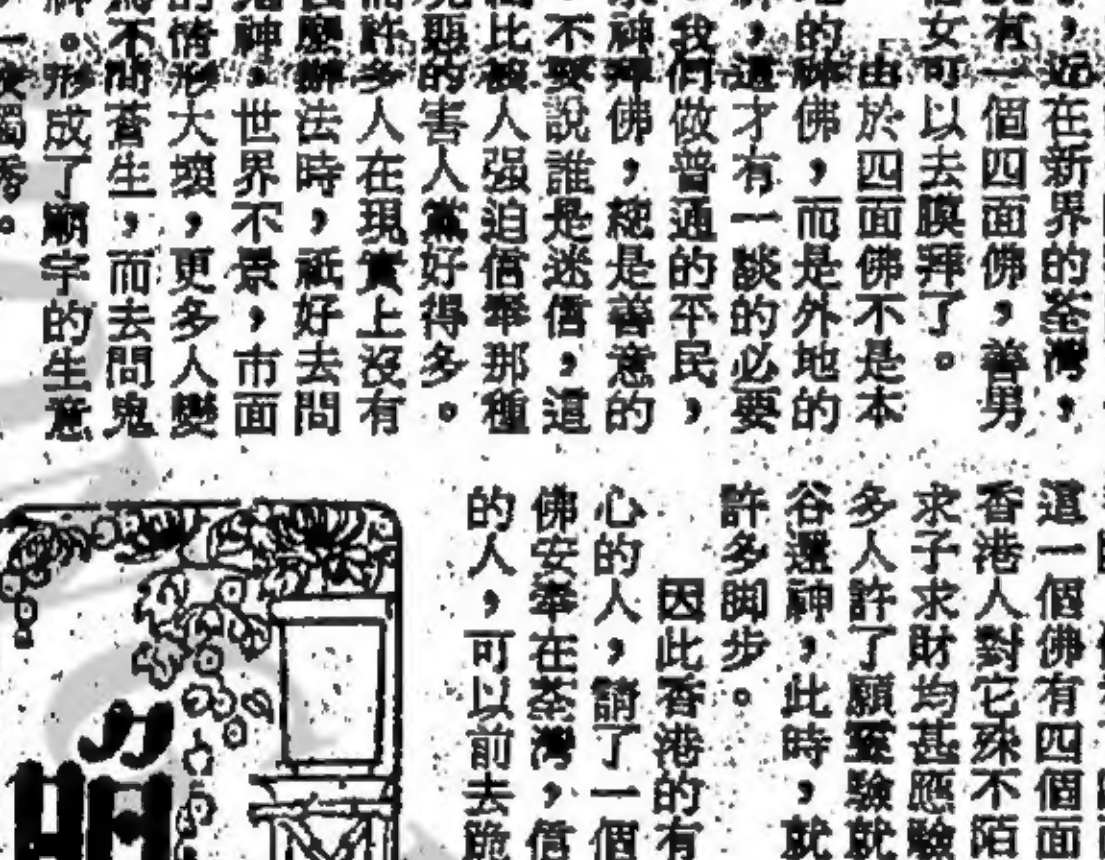 ，近在新界的荃灣，
有一個四面佛，善男
女可以去膜拜了。
由於四面佛不是本
的神佛，而是外地的
，這才有一談的必要
。我們做普通的平民，
神拜佛，總是善意的
。不要說誰是迷信，這
比被人强迫信奉那種
惡的害人黨好得多。
許多人在現實上沒有
麼辦法時，祇好去問
神。世界不景，市面
的情形大壞，更多人變
為不問蒼生，而去問鬼
神。形成了廟宇的生意
一枝獨秀。
這一個佛有四個面
香港人對它殊不陌
求子求財均甚應驗
多人許了願靈驗就
谷還神，此時，就
許多脚步。
因此香港的有
心的人，請了一個
佛安奉在荃灣，信
的人，可以前去跪